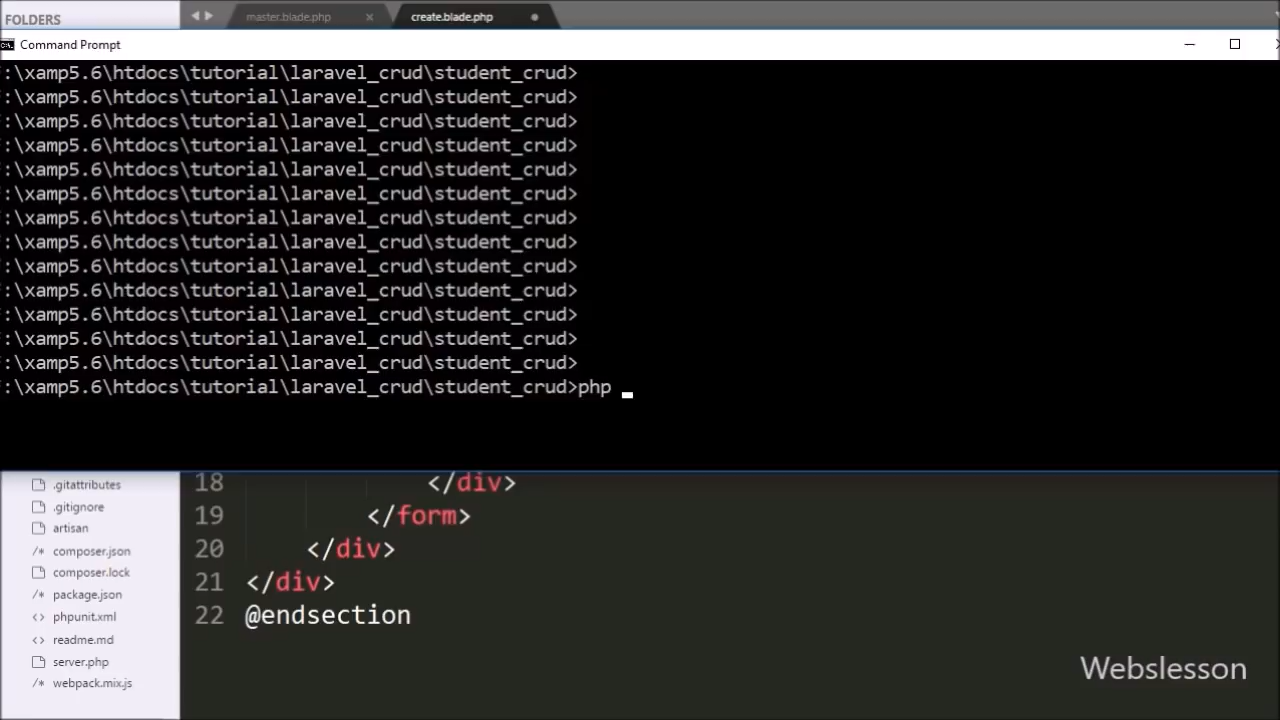 FOLDERS
master.blade.php
create.blade.php
Command Prompt
:\xamp5.6\htdocs\tutorial\laravel_crud\student_crud>
:\xamp5.6\htdocs\tutorial\laravel_crud\student_crud>
:\xamp5.6\htdocs\tutorial\laravel_crud\student_crud>
:\xamp5.6\htdocs\tutorial\laravel_crud\student_crud>
:\xamp5.6\htdocs\tutorial\laravel_crud\student_crud>
:\xamp5.6\htdocs\tutorial\laravel_crud\student_crud>
:\xamp5.6\htdocs\tutorial\laravel_crud\student_crud>
:\xamp5.6\htdocs\tutorial\laravel_crud\student_crud>
:\xamp5.6\htdocs\tutorial\laravel_crud\student_crud>
:\xamp5.6\htdocs\tutorial\laravel_crud\student_crud>
:\xamp5.6\htdocs\tutorial\laravel_crud\student_crud>
:\xamp5.6\htdocs\tutorial\laravel_crud\student_crud>
:\xamp5.6\htdocs\tutorial\laravel_crud\student_crud>
:\xamp5.6\htdocs\tutorial\laravel_crud\student_crud>php
.gitattributes
.gitignore
artisan
/* composer.json
composer.lock
/* package.json
<> phpunit.xml
<> readme.md
server.php
/* webpack.mix.js
18 </div>
19 </form>
20 </div>
21 </div>
22 @endsection
Webslesson